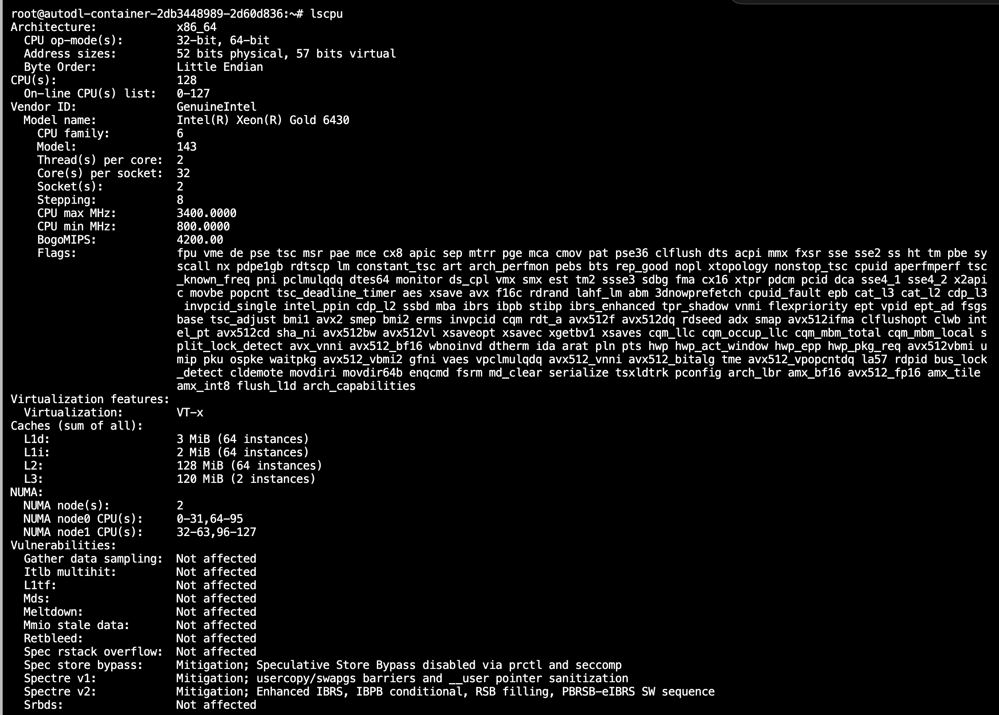 root@autodl-container-2db3448989-2d60d836:~# lscpu
Architecture:            x86_64
  CPU op-mode(s):        32-bit, 64-bit
  Address sizes:         52 bits physical, 57 bits virtual
  Byte Order:            Little Endian
CPU(s):                  128
  On-line CPU(s) list:   0-127
Vendor ID:               GenuineIntel
  Model name:            Intel(R) Xeon(R) Gold 6430
    CPU family:          6
    Model:               143
    Thread(s) per core:  2
    Core(s) per socket:  32
    Socket(s):           2
    Stepping:            8
    CPU max MHz:         3400.0000
    CPU min MHz:         800.0000
    BogoMIPS:            4200.00
    Flags:               fpu vme de pse tsc msr pae mce cx8 apic sep mtrr pge mca cmov pat pse36 clflush dts acpi mmx fxsr sse sse2 ss ht tm pbe sy
                         scall nx pdpe1gb rdtscp lm constant_tsc art arch_perfmon pebs bts rep_good nopl xtopology nonstop_tsc cpuid aperfmperf tsc
                         _known_freq pni pclmulqdq dtes64 monitor ds_cpl vmx smx est tm2 ssse3 sdbg fma cx16 xtpr pdcm pcid dca sse4_1 sse4_2 x2api
                         c movbe popcnt tsc_deadline_timer aes xsave avx f16c rdrand lahf_lm abm 3dnowprefetch cpuid_fault epb cat_l3 cat_l2 cdp_l3
                          invpcid_single intel_ppin cdp_l2 ssbd mba ibrs ibpb stibp ibrs_enhanced tpr_shadow vnmi flexpriority ept vpid ept_ad fsgs
                         base tsc_adjust bmi1 avx2 smep bmi2 erms invpcid cqm rdt_a avx512f avx512dq rdseed adx smap avx512ifma clflushopt clwb int
                         el_pt avx512cd sha_ni avx512bw avx512vl xsaveopt xsavec xgetbv1 xsaves cqm_llc cqm_occup_llc cqm_mbm_total cqm_mbm_local s
                         plit_lock_detect avx_vnni avx512_bf16 wbnoinvd dtherm ida arat pln pts hwp hwp_act_window hwp_epp hwp_pkg_req avx512vbmi u
                         mip pku ospke waitpkg avx512_vbmi2 gfni vaes vpclmulqdq avx512_vnni avx512_bitalg tme avx512_vpopcntdq la57 rdpid bus_lock
                         _detect cldemote movdiri movdir64b enqcmd fsrm md_clear serialize tsxldtrk pconfig arch_lbr amx_bf16 avx512_fp16 amx_tile
                         amx_int8 flush_l1d arch_capabilities
Virtualization features:
  Virtualization:        VT-x
Caches (sum of all):
  L1d:                   3 MiB (64 instances)
  L1i:                   2 MiB (64 instances)
  L2:                    128 MiB (64 instances)
  L3:                    120 MiB (2 instances)
NUMA:
  NUMA node(s):          2
  NUMA node0 CPU(s):     0-31,64-95
  NUMA node1 CPU(s):     32-63,96-127
Vulnerabilities:
  Gather data sampling:  Not affected
  Itlb multihit:         Not affected
  L1tf:                  Not affected
  Mds:                   Not affected
  Meltdown:              Not affected
  Mmio stale data:       Not affected
  Retbleed:              Not affected
  Spec rstack overflow:  Not affected
  Spec store bypass:     Mitigation; Speculative Store Bypass disabled via prctl and seccomp
  Spectre v1:            Mitigation; usercopy/swapgs barriers and __user pointer sanitization
  Spectre v2:            Mitigation; Enhanced IBRS, IBPB conditional, RSB filling, PBRSB-eIBRS SW sequence
  Srbds:                 Not affected